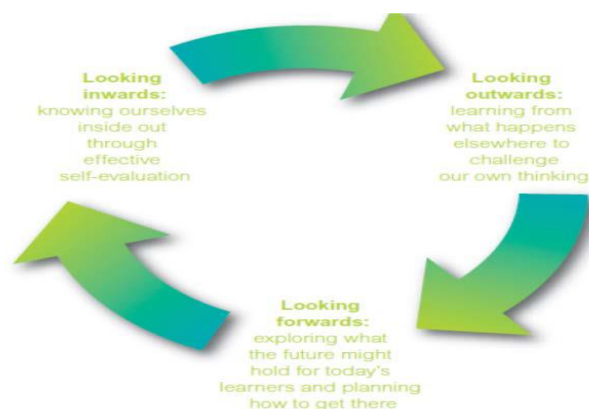 Looking
inwards:
knowing ourselves
inside out
through
effective
self-evaluation
Looking
outwards:
learning from
what happens
elsewhere to
challenge
our own thinking
Looking
forwards:
exploring what
the future might
hold for today's
learners and planning
how to get there